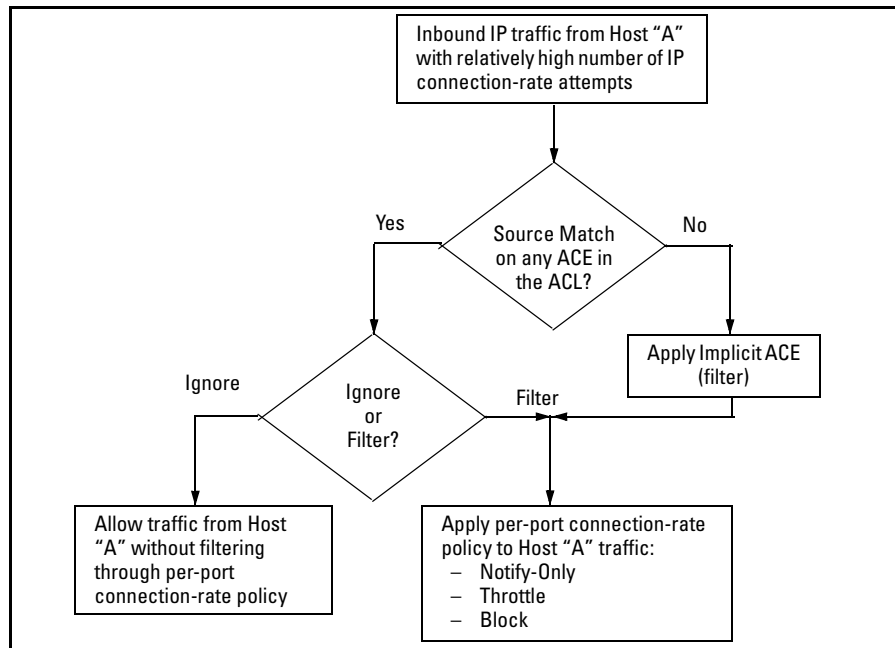 Inbound IP traffic from Host “A”
with relatively high number of IP
connection-rate attempts
Yes
No
Source Match
on any ACE in
the ACL?
Apply Implicit ACE
(filter)
Ignore
Ignore
or
Filter?
Filter
Allow traffic from Host
“A” without filtering
through per-port
connection-rate policy
Apply per-port connection-rate
policy to Host “A” traffic:
– Notify-Only
– Throttle
– Block